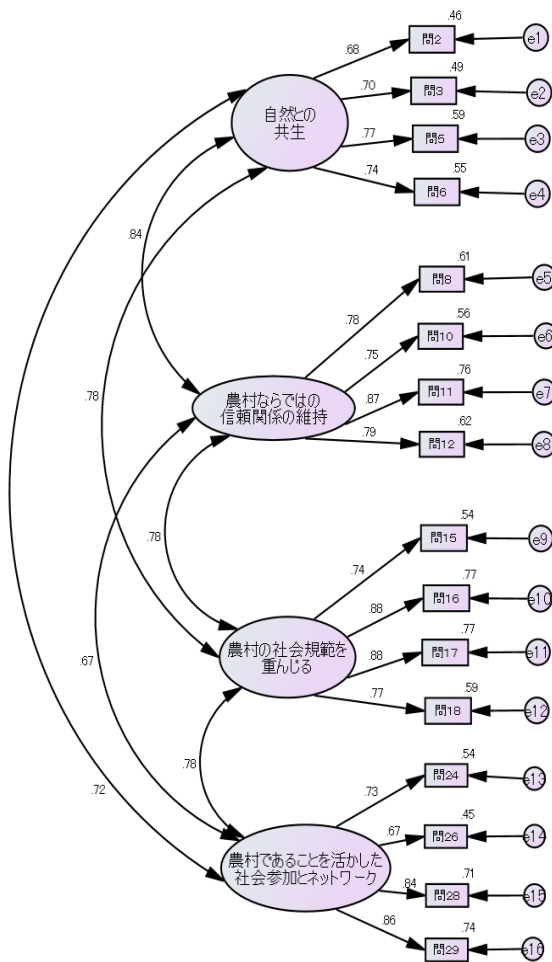 .46
問2
e1
.68
.49
.70
問3
e2
自然との
共生
.59
.77
問5
e3
.74
.55
問6
e4
.84
.61
問8
e5
.78
.56
.75
問10
e6
.78
農村ならではの
信頼関係の維持
.76
.87
問11
e7
.62
.79
問12
e8
.78
.54
.74
問15
e9
.77
.88
問16
e10
農村の社会規範を
重んじる
.77
.88
問17
e11
.67
.59
.77
問18
e12
.78
.72
.54
.73
問24
e13
.45
.67
問26
e14
農村であることを活かした
社会参加とネットワーク
.71
.84
問28
e15
.74
.86
問29
e16